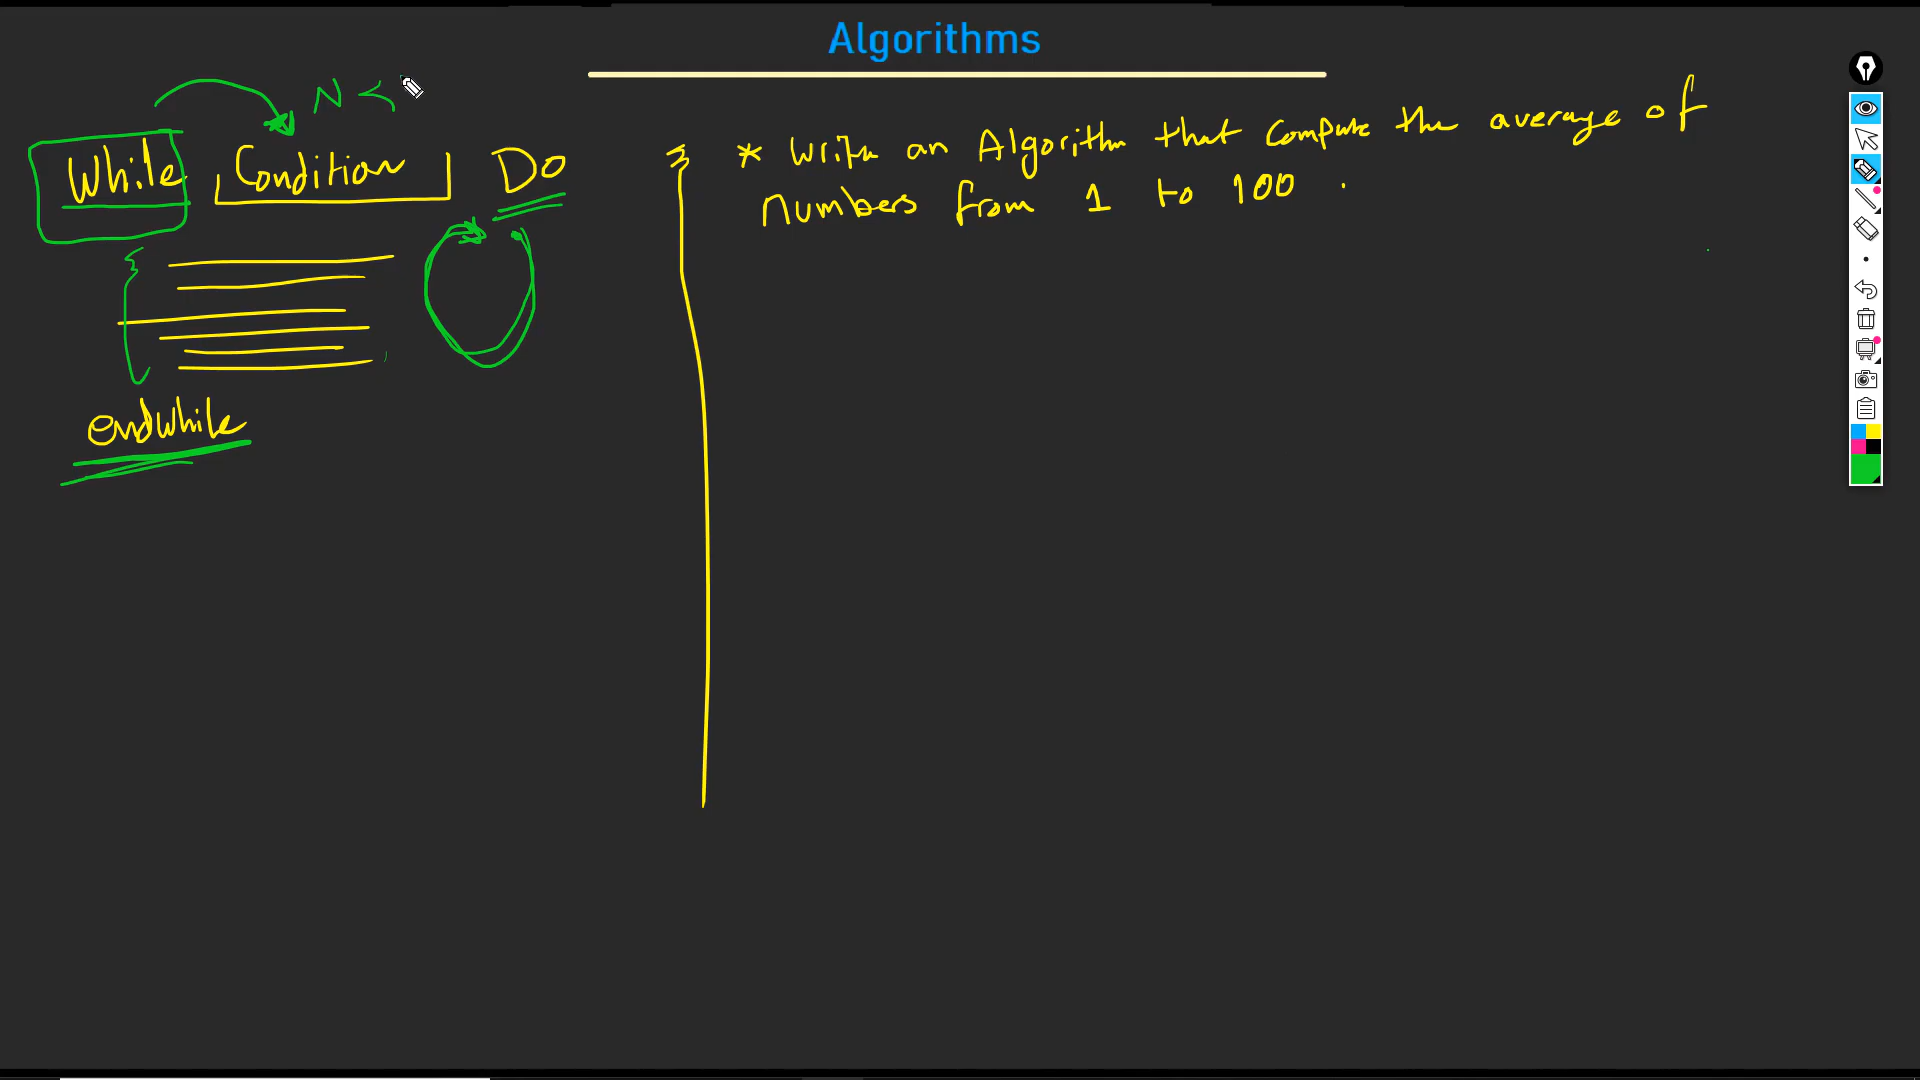 Algorithms
N <
While Condition Do
endwhile
* Write an Algorithm that compute the average of
numbers from 1 to 100 .